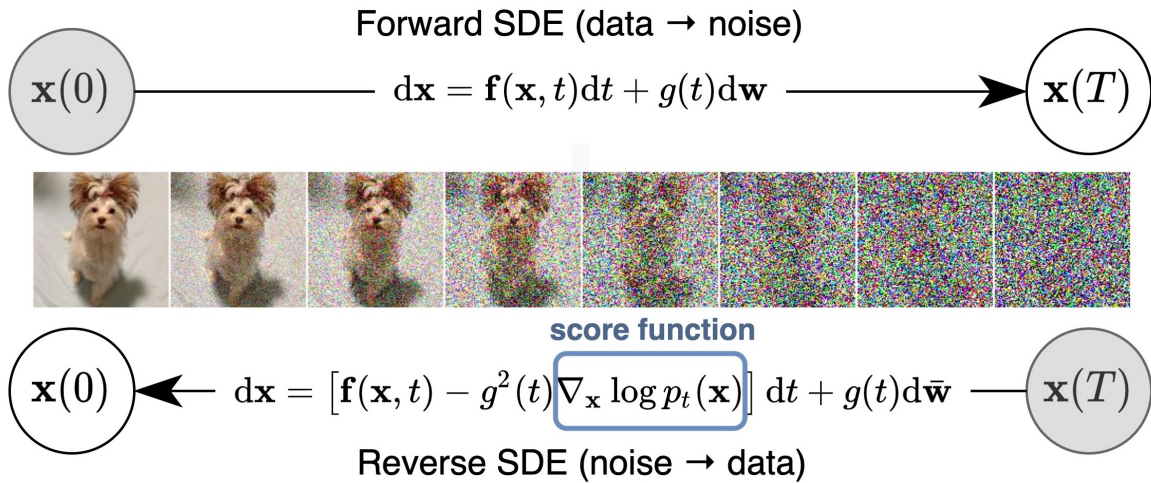 Forward SDE (data → noise)
x(0) dx = f(x, t)dt + g(t)dw x(T)
score function
x(0) dx = [f(x, t) − g²(t)∇ₓ log pₜ(x)] dt + g(t)dw̄ x(T)
Reverse SDE (noise → data)